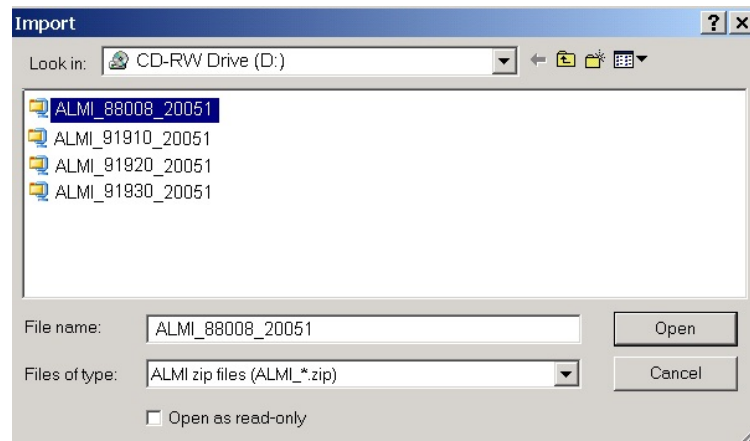 Import
Look in: CD-RW Drive (D:)
ALMI_88008_20051
ALMI_91910_20051
ALMI_91920_20051
ALMI_91930_20051
File name: ALMI_88008_20051 Open
Files of type: ALMI zip files (ALMI_*.zip) Cancel
Open as read-only